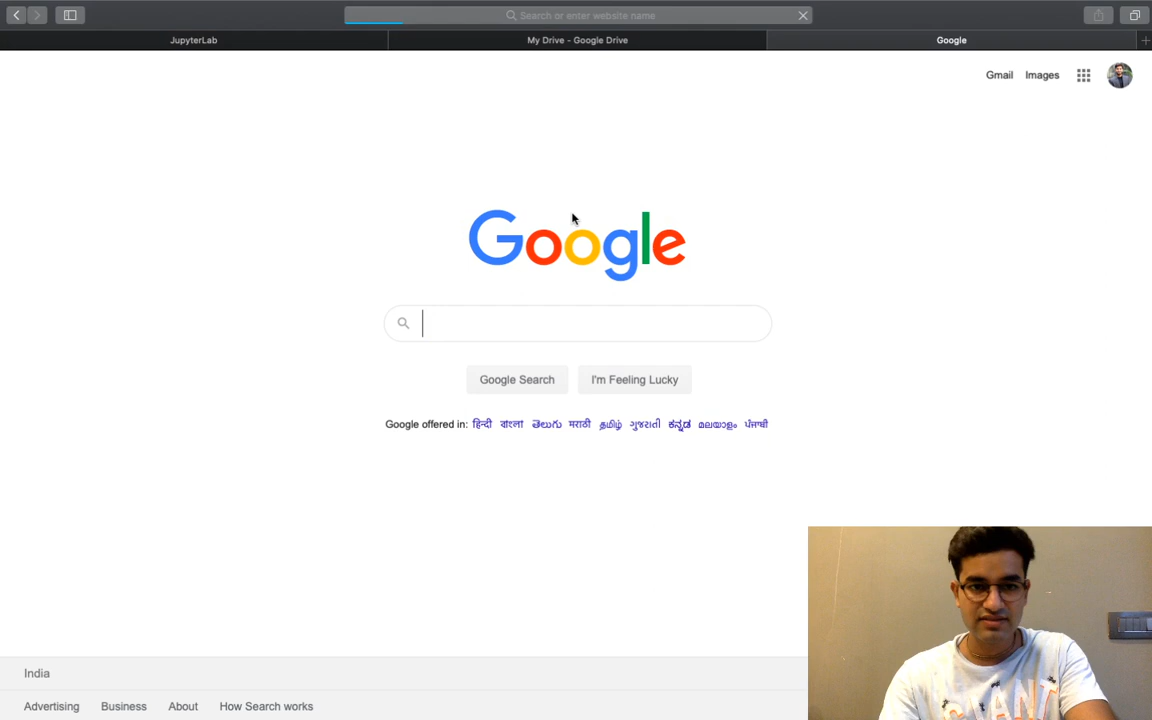 Search or enter website name
JupyterLab My Drive - Google Drive Google
Gmail Images
Google
Google Search I'm Feeling Lucky
Google offered in: हिन्दी বাংলা తెలుగు मराठी தமிழ் ગુજરાતી ಕನ್ನಡ മലയാളം ਪੰਜਾਬੀ
India
Advertising Business About How Search works